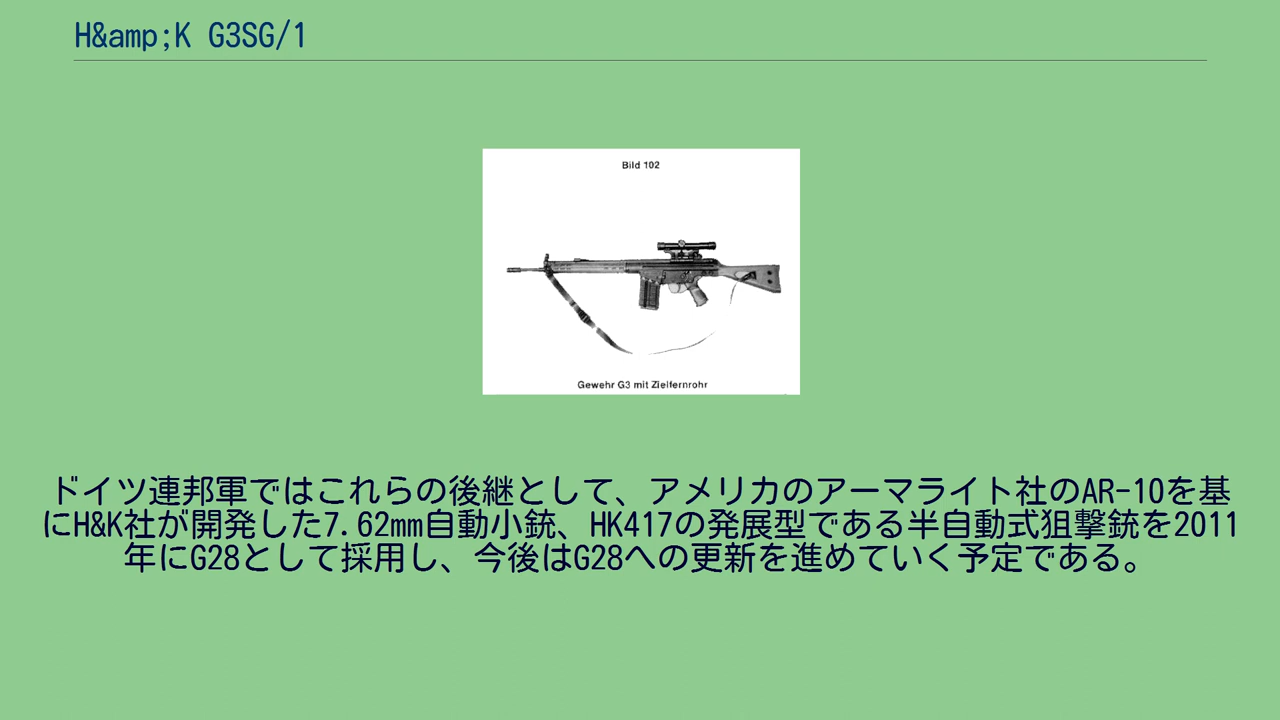 H&amp;K G3SG/1
Bild 102
Gewehr G3 mit Zielfernrohr
ドイツ連邦軍ではこれらの後継として、アメリカのアーマライト社のAR-10を基
にH&K社が開発した7.62mm自動小銃、HK417の発展型である半自動式狙撃銃を2011
年にG28として採用し、今後はG28への更新を進めていく予定である。